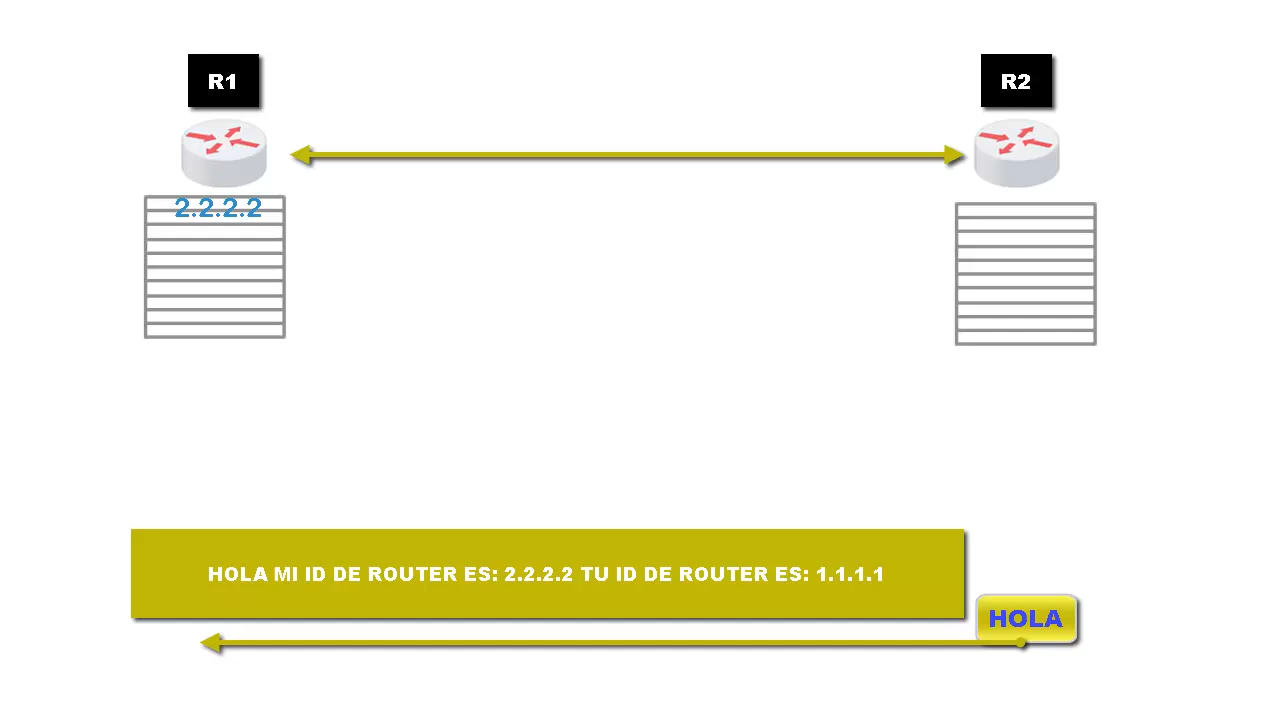 R1
R2
2.2.2.2
HOLA MI ID DE ROUTER ES: 2.2.2.2 TU ID DE ROUTER ES: 1.1.1.1
HOLA